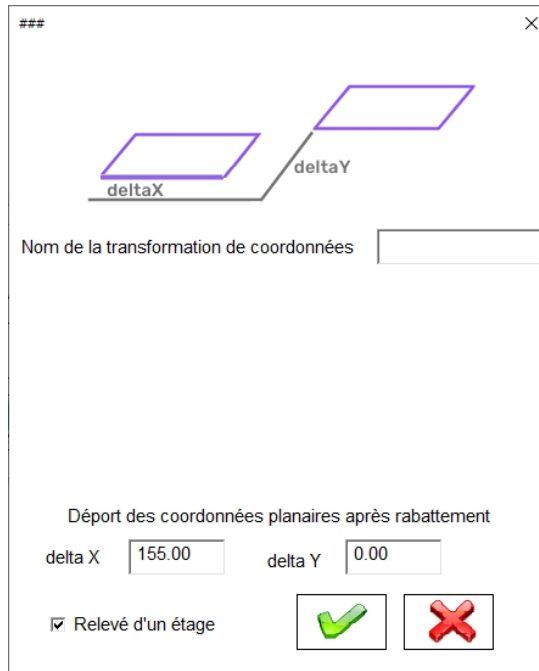 ###
deltaX
deltaY
Nom de la transformation de coordonnées
Déport des coordonnées planaires après rabattement
delta X 155.00 delta Y 0.00
Relevé d'un étage